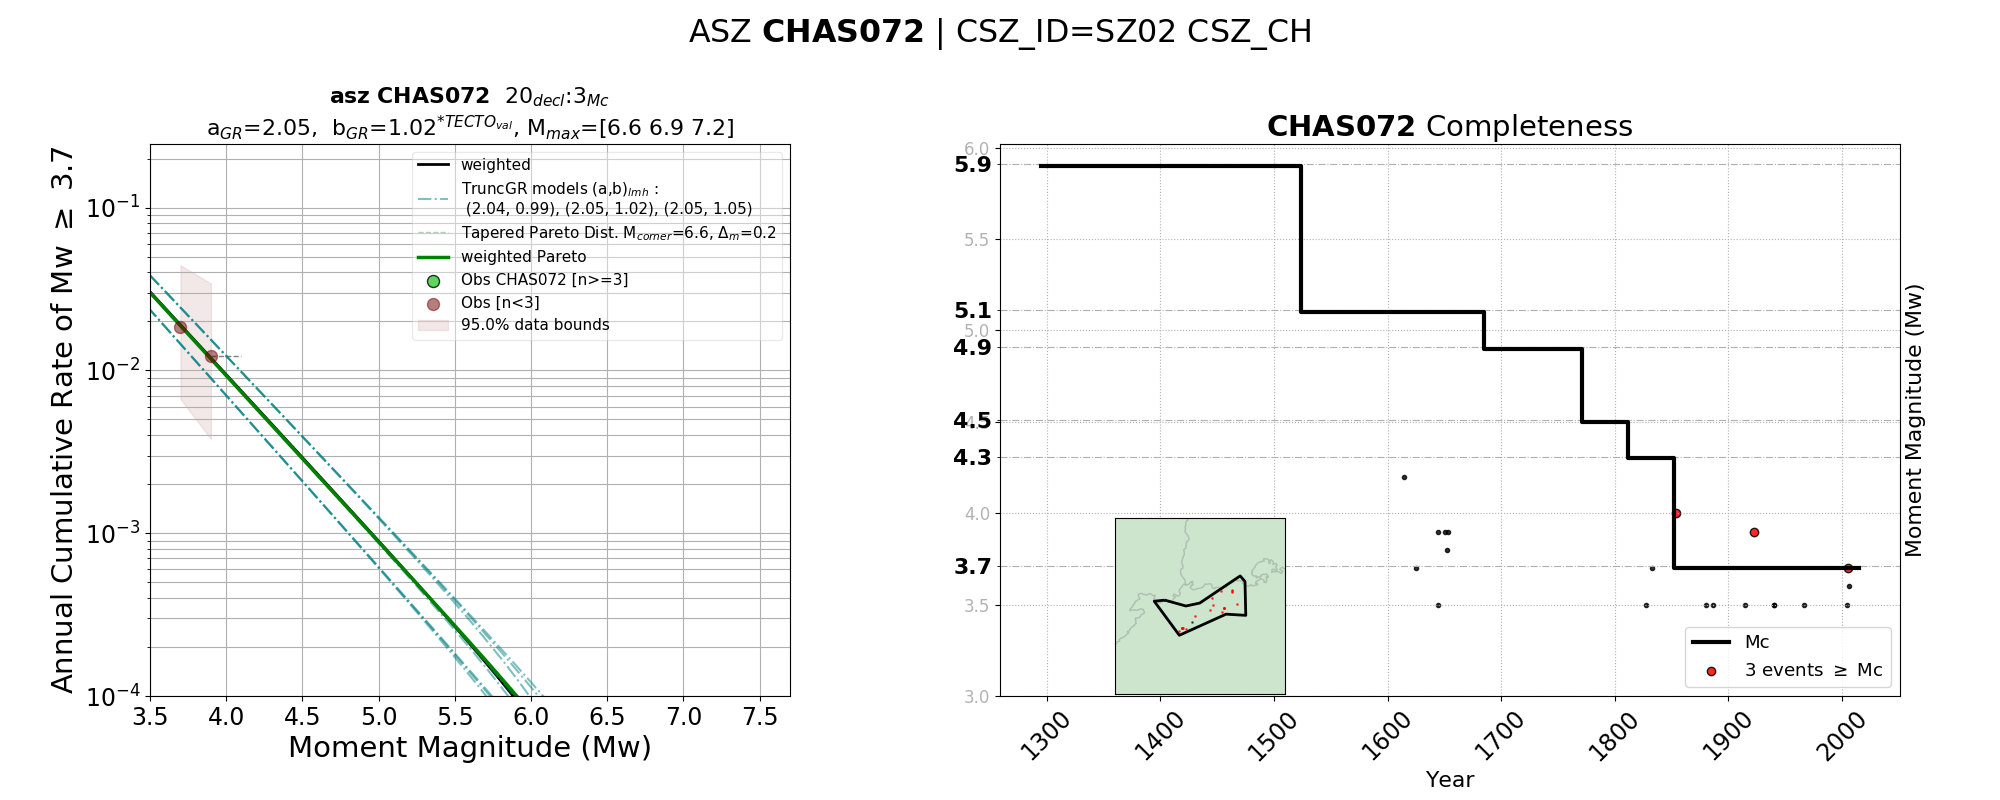 ASZ CHAS072 | CSZ_ID=SZ02 CSZ_CH
asz CHAS072 20decl:3Mc
aGR=2.05, bGR=1.02*TECTOval, Mmax=[6.6 6.9 7.2]
Annual Cumulative Rate of Mw ≥ 3.7
10−1
10−2
10−3
10−4
weighted
TruncGR models (a,b)lmh :
(2.04, 0.99), (2.05, 1.02), (2.05, 1.05)
Tapered Pareto Dist. Mcorner=6.6, Δm=0.2
weighted Pareto
Obs CHAS072 [n>=3]
Obs [n<3]
95.0% data bounds
3.5 4.0 4.5 5.0 5.5 6.0 6.5 7.0 7.5
Moment Magnitude (Mw)
CHAS072 Completeness
6.0
5.9
5.5
5.1
5.0
4.9
4.5
4.3
4.0
3.7
3.5
3.0
Moment Magnitude (Mw)
Mc
3 events ≥ Mc
1300 1400 1500 1600 1700 1800 1900 2000
Year